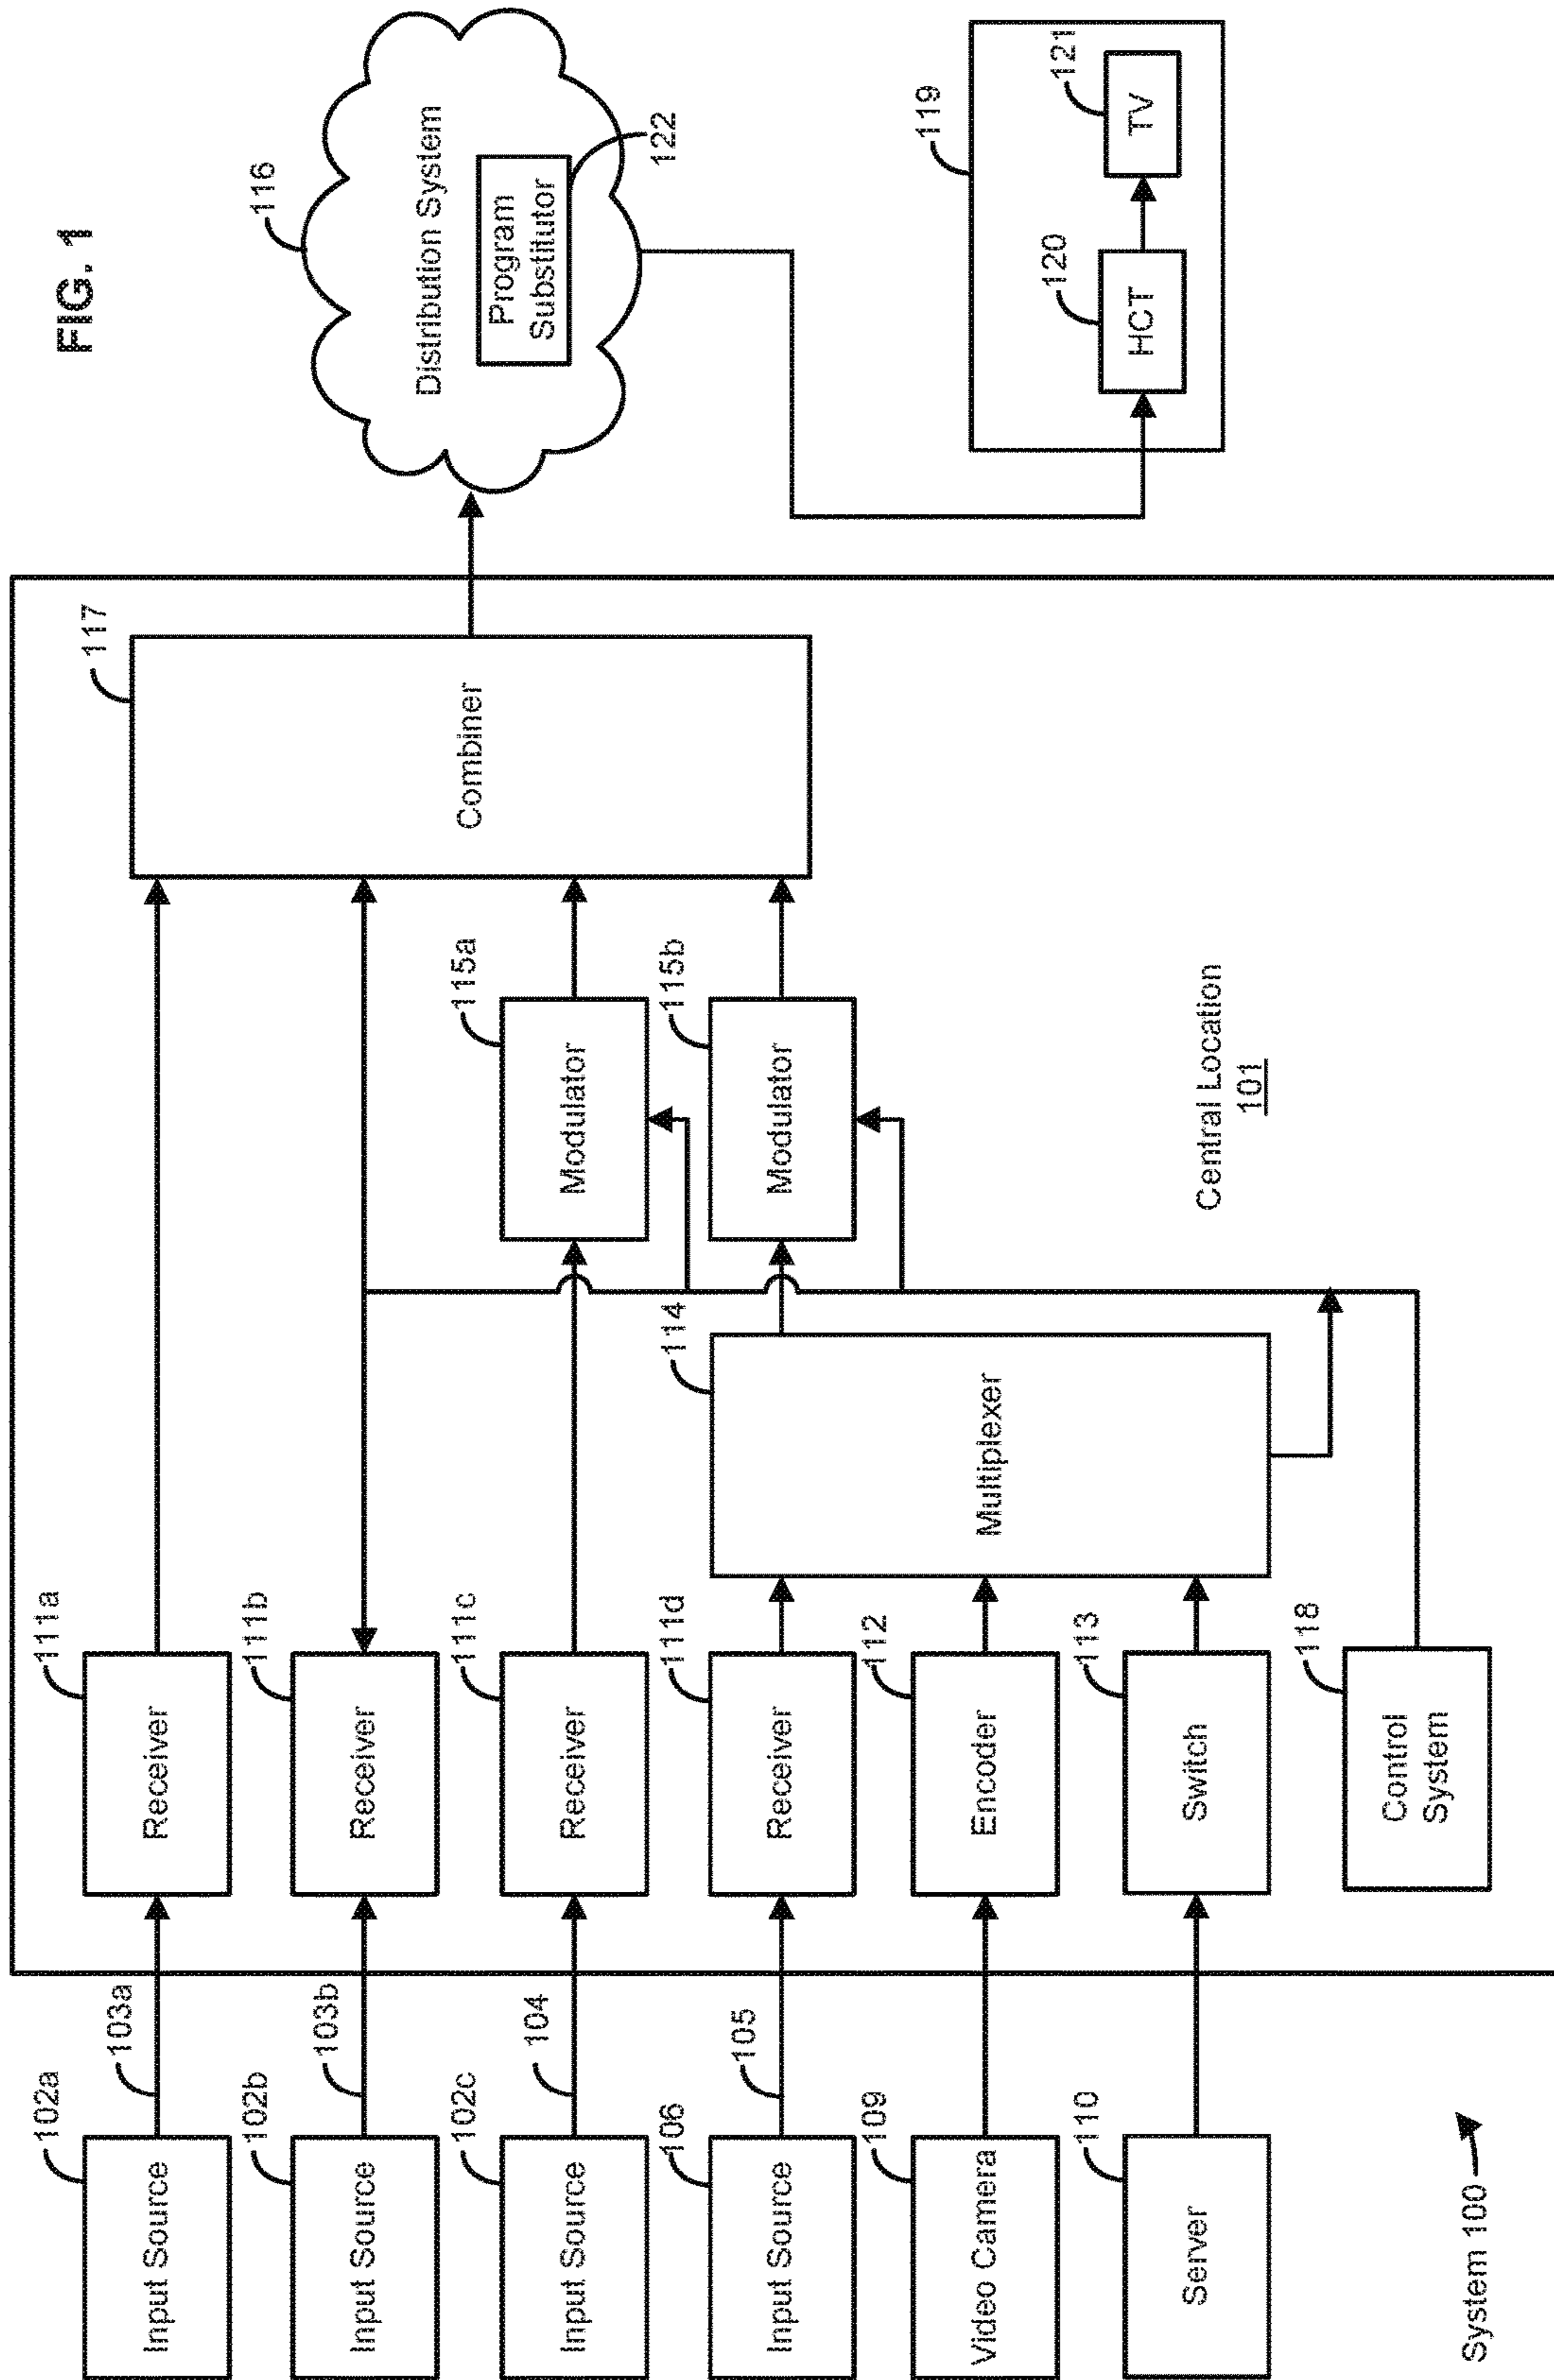 FIG. 1
102a
Input Source
103a
111a
Receiver
102b
Input Source
103b
111b
Receiver
102c
Input Source
104
111c
Receiver
106
Input Source
105
111d
Receiver
109
Video Camera
112
Encoder
110
Server
113
Switch
118
Control
System
114
Multiplexer
115a
Modulator
115b
Modulator
117
Combiner
Central Location
101
116
Distribution System
Program
Substitutor
122
119
120
HCT
121
TV
System 100